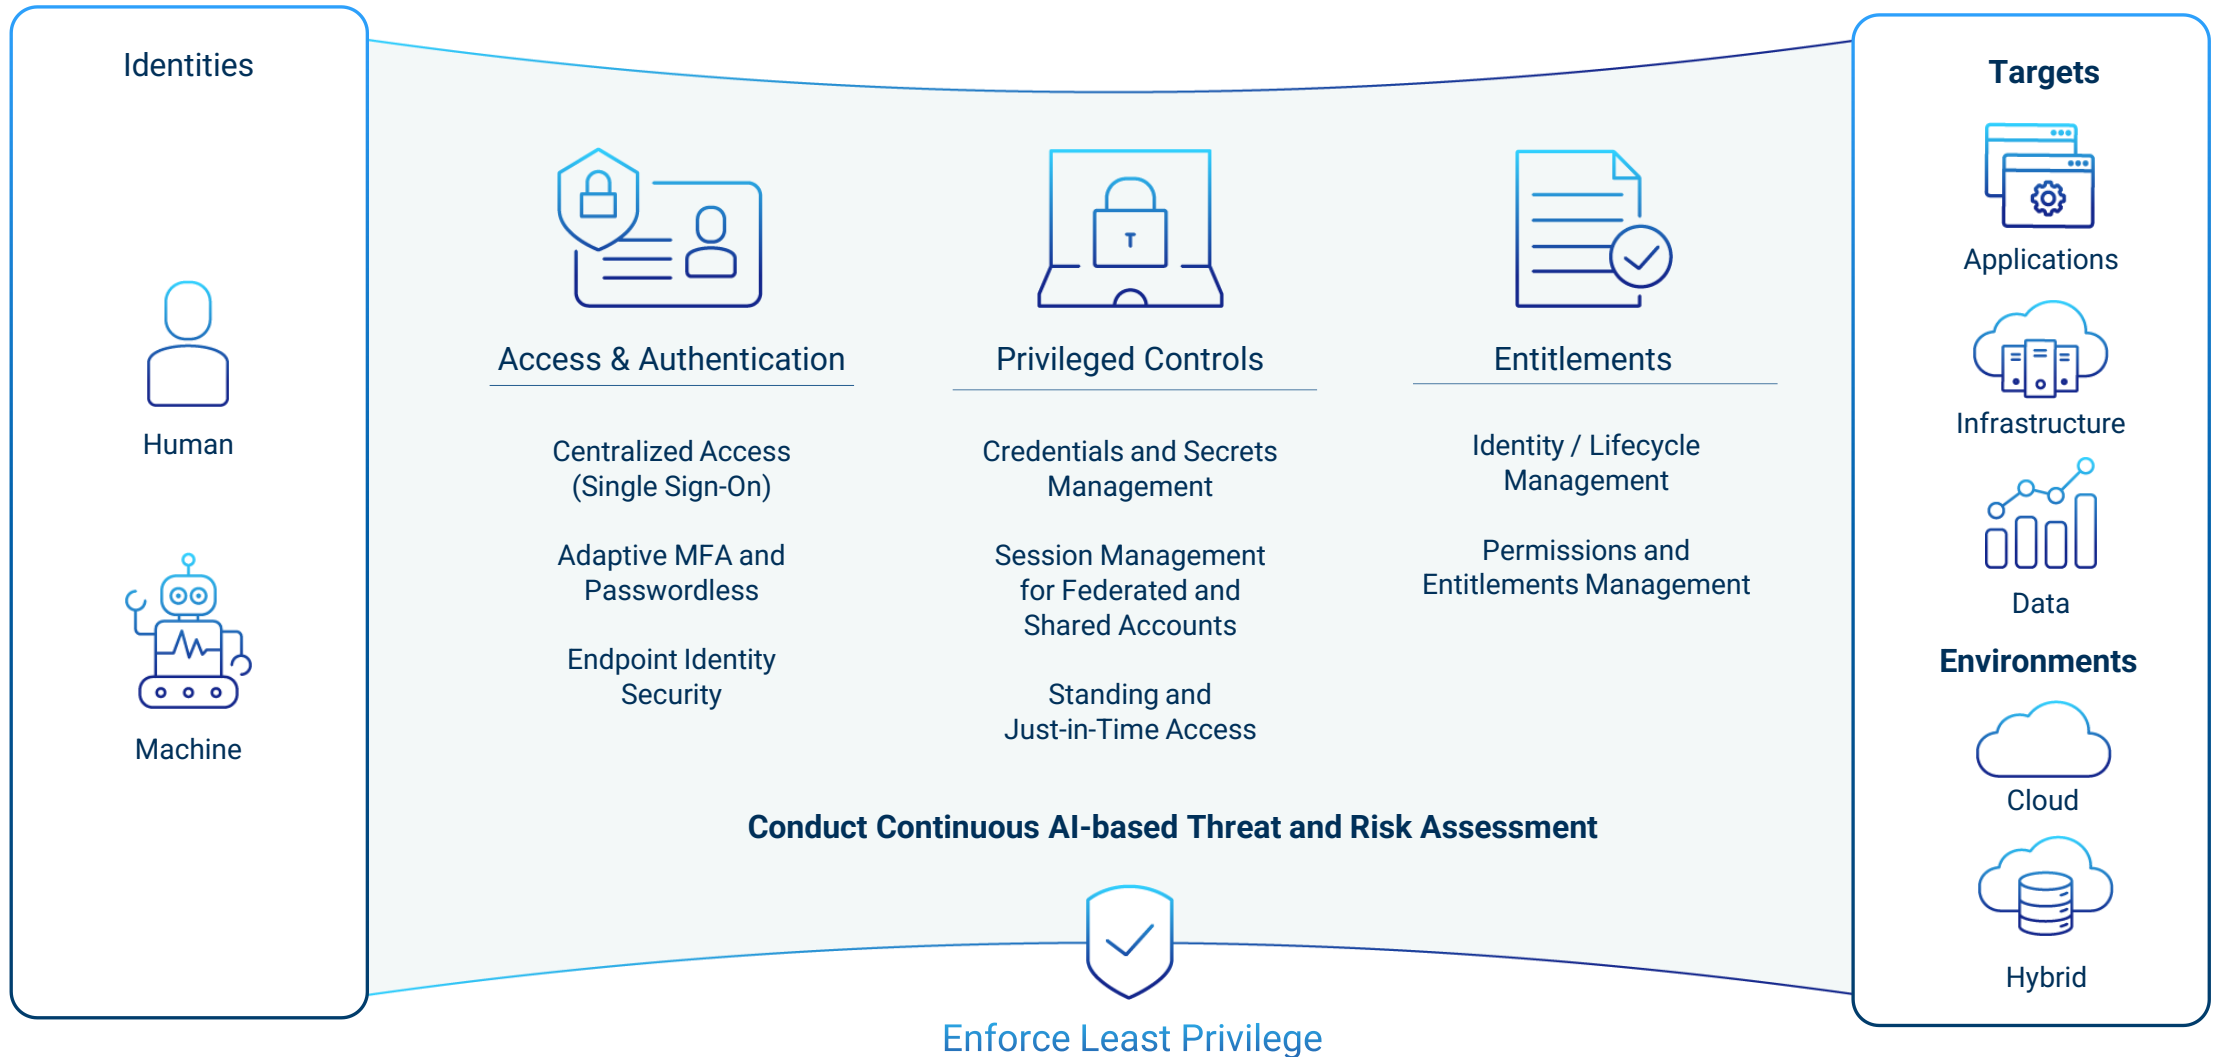 Identities
Human
Machine
Access & Authentication
Centralized Access
(Single Sign-On)
Adaptive MFA and
Passwordless
Endpoint Identity
Security
Privileged Controls
Credentials and Secrets
Management
Session Management
for Federated and
Shared Accounts
Standing and
Just-in-Time Access
Entitlements
Identity / Lifecycle
Management
Permissions and
Entitlements Management
Conduct Continuous AI-based Threat and Risk Assessment
Enforce Least Privilege
Targets
Applications
Infrastructure
Data
Environments
Cloud
Hybrid